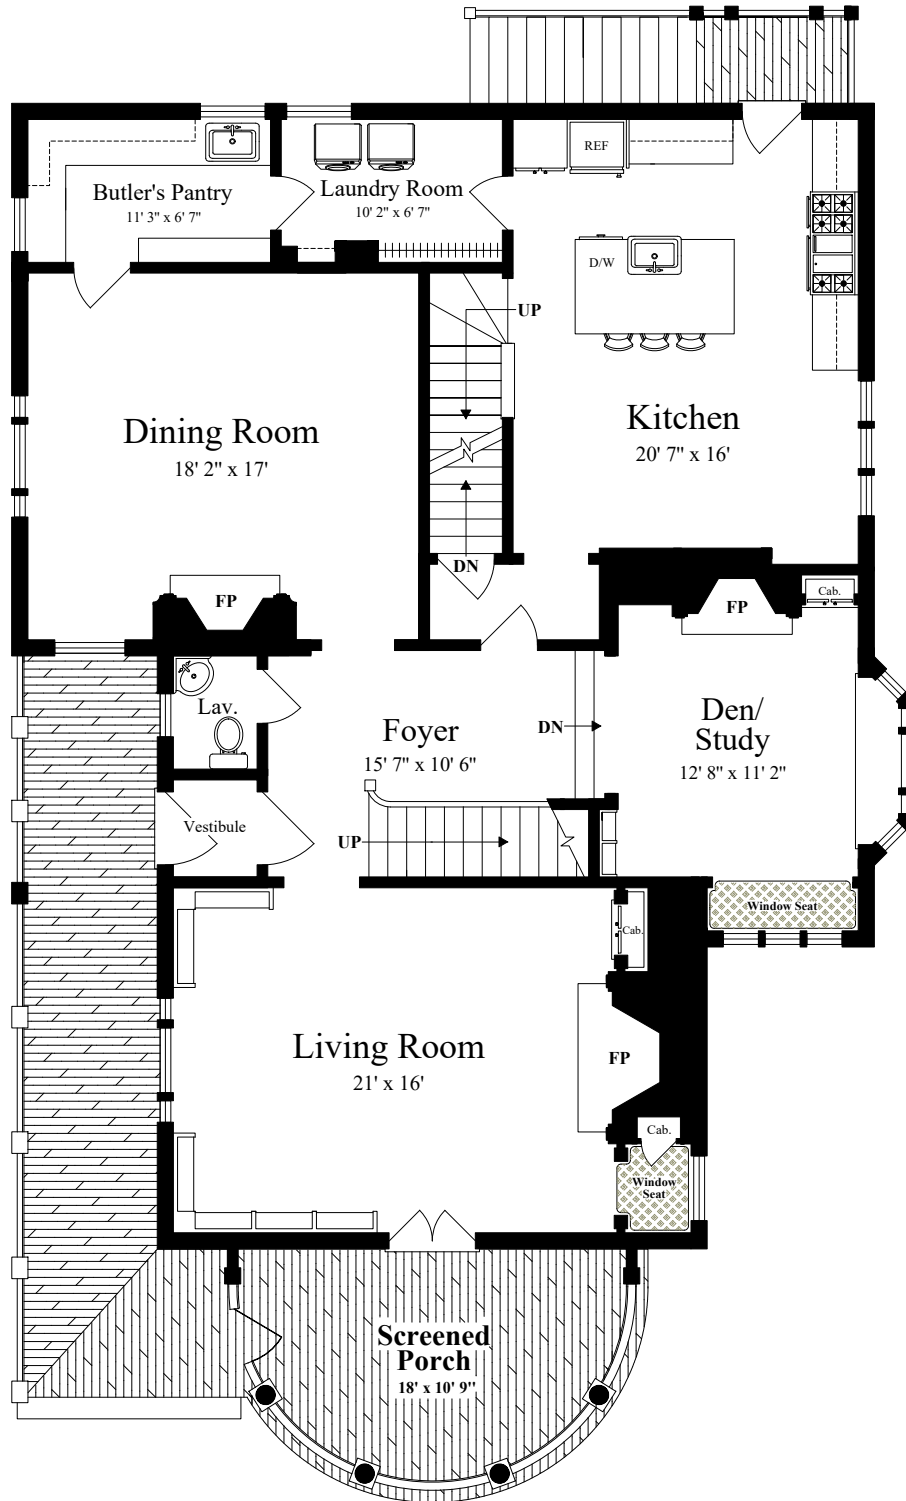 REF
Butler's Pantry
11' 3" x 6' 7"
Laundry Room
10' 2" x 6' 7"
D/W
UP
Dining Room
18' 2" x 17'
Kitchen
20' 7" x 16'
DN
FP
FP
Cab.
Lav.
Foyer
15' 7" x 10' 6"
DN
Den/
Study
12' 8" x 11' 2"
Vestibule
UP
Window Seat
Cab.
Living Room
21' x 16'
FP
Cab.
Window
Seat
Screened
Porch
18' x 10' 9"